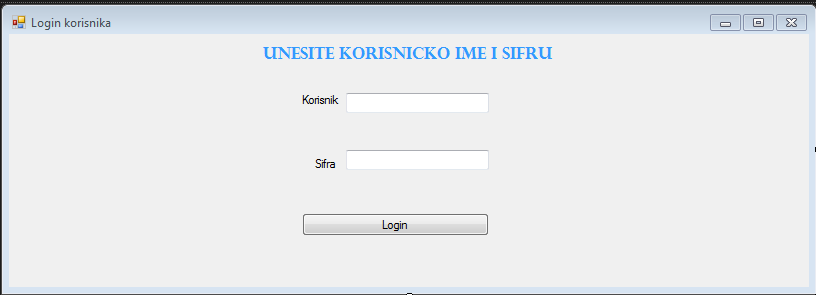 Login korisnika
UNESITE KORISNICKO IME I SIFRU
Korisnik
Sifra
Login